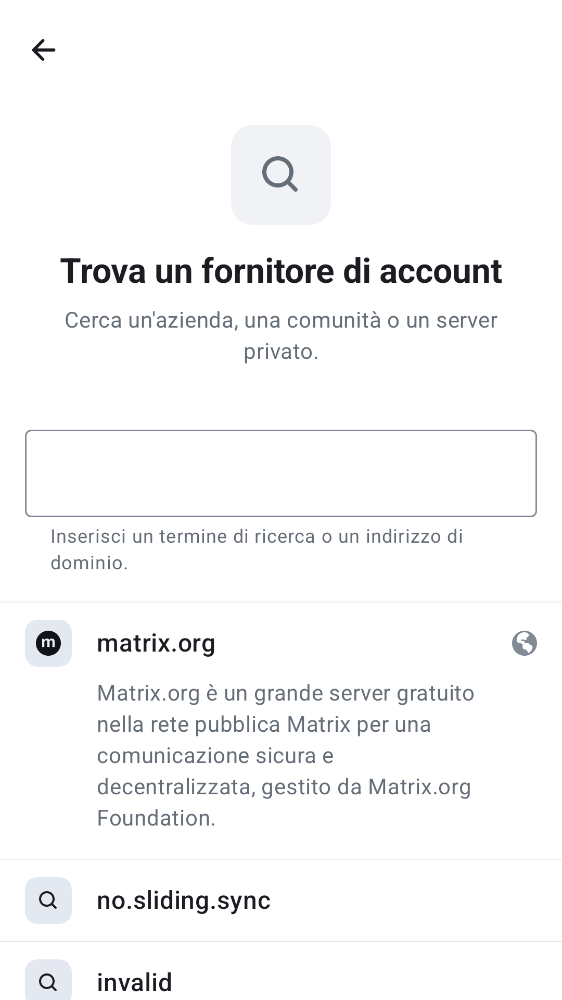 Trova un fornitore di account
Cerca un'azienda, una comunità o un server
privato.
Inserisci un termine di ricerca o un indirizzo di
dominio.
m
matrix.org
Matrix.org è un grande server gratuito
nella rete pubblica Matrix per una
comunicazione sicura e
decentralizzata, gestito da Matrix.org
Foundation.
no.sliding.sync
invalid